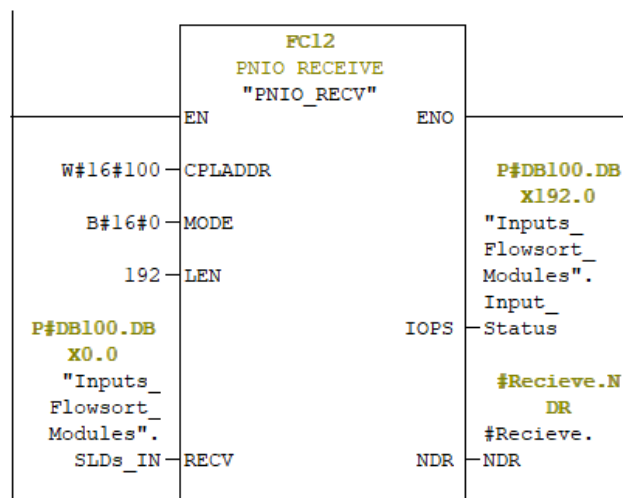 FC12
PNIO RECEIVE
"PNIO_RECV"
EN ENO
W#16#100 CPLADDR
B#16#0 MODE
192 LEN
P#DB100.DB
X0.0
"Inputs_
Flowsort_
Modules".
SLDs_IN RECV
P#DB100.DB
X192.0
"Inputs_
Flowsort_
Modules".
Input_
IOPS Status
#Recieve.N
DR
#Recieve.
NDR NDR